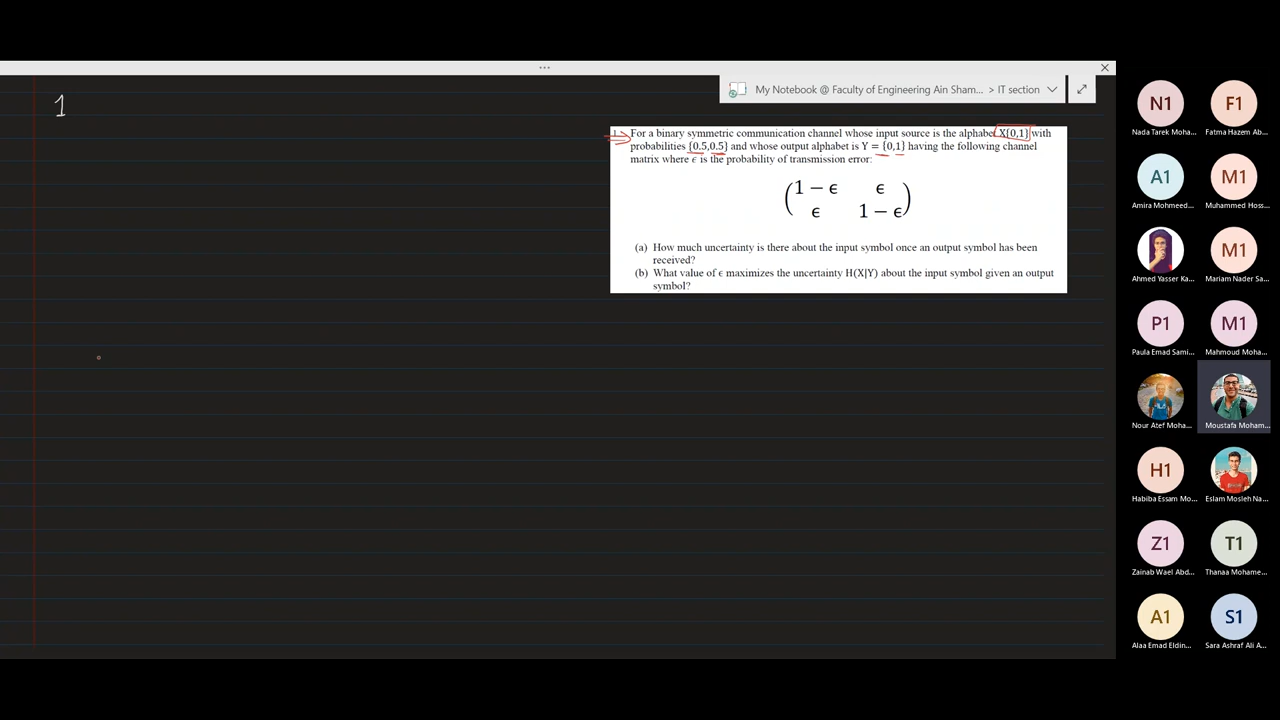 My Notebook @ Faculty of Engineering Ain Sham... > IT section
1
1. For a binary symmetric communication channel whose input source is the alphabet X{0,1} with
probabilities {0.5,0.5} and whose output alphabet is Y = {0,1} having the following channel
matrix where ϵ is the probability of transmission error:
1 − ϵ ϵ
ϵ 1 − ϵ
(a) How much uncertainty is there about the input symbol once an output symbol has been
received?
(b) What value of ϵ maximizes the uncertainty H(X|Y) about the input symbol given an output
symbol?
N1 F1
Nada Tarek Moha... Fatma Hazem Ab...
A1 M1
Amira Mohmeed... Muhammed Hoss...
M1
Ahmed Yasser Ka... Mariam Nader Sa...
P1 M1
Paula Emad Sami... Mahmoud Moha...
Nour Atef Moha... Moustafa Moham...
H1
Habiba Essam Mo... Eslam Mosleh Na...
Z1 T1
Zainab Wael Abd... Thanaa Mohame...
A1 S1
Alaa Emad Eldin... Sara Ashraf Ali A...